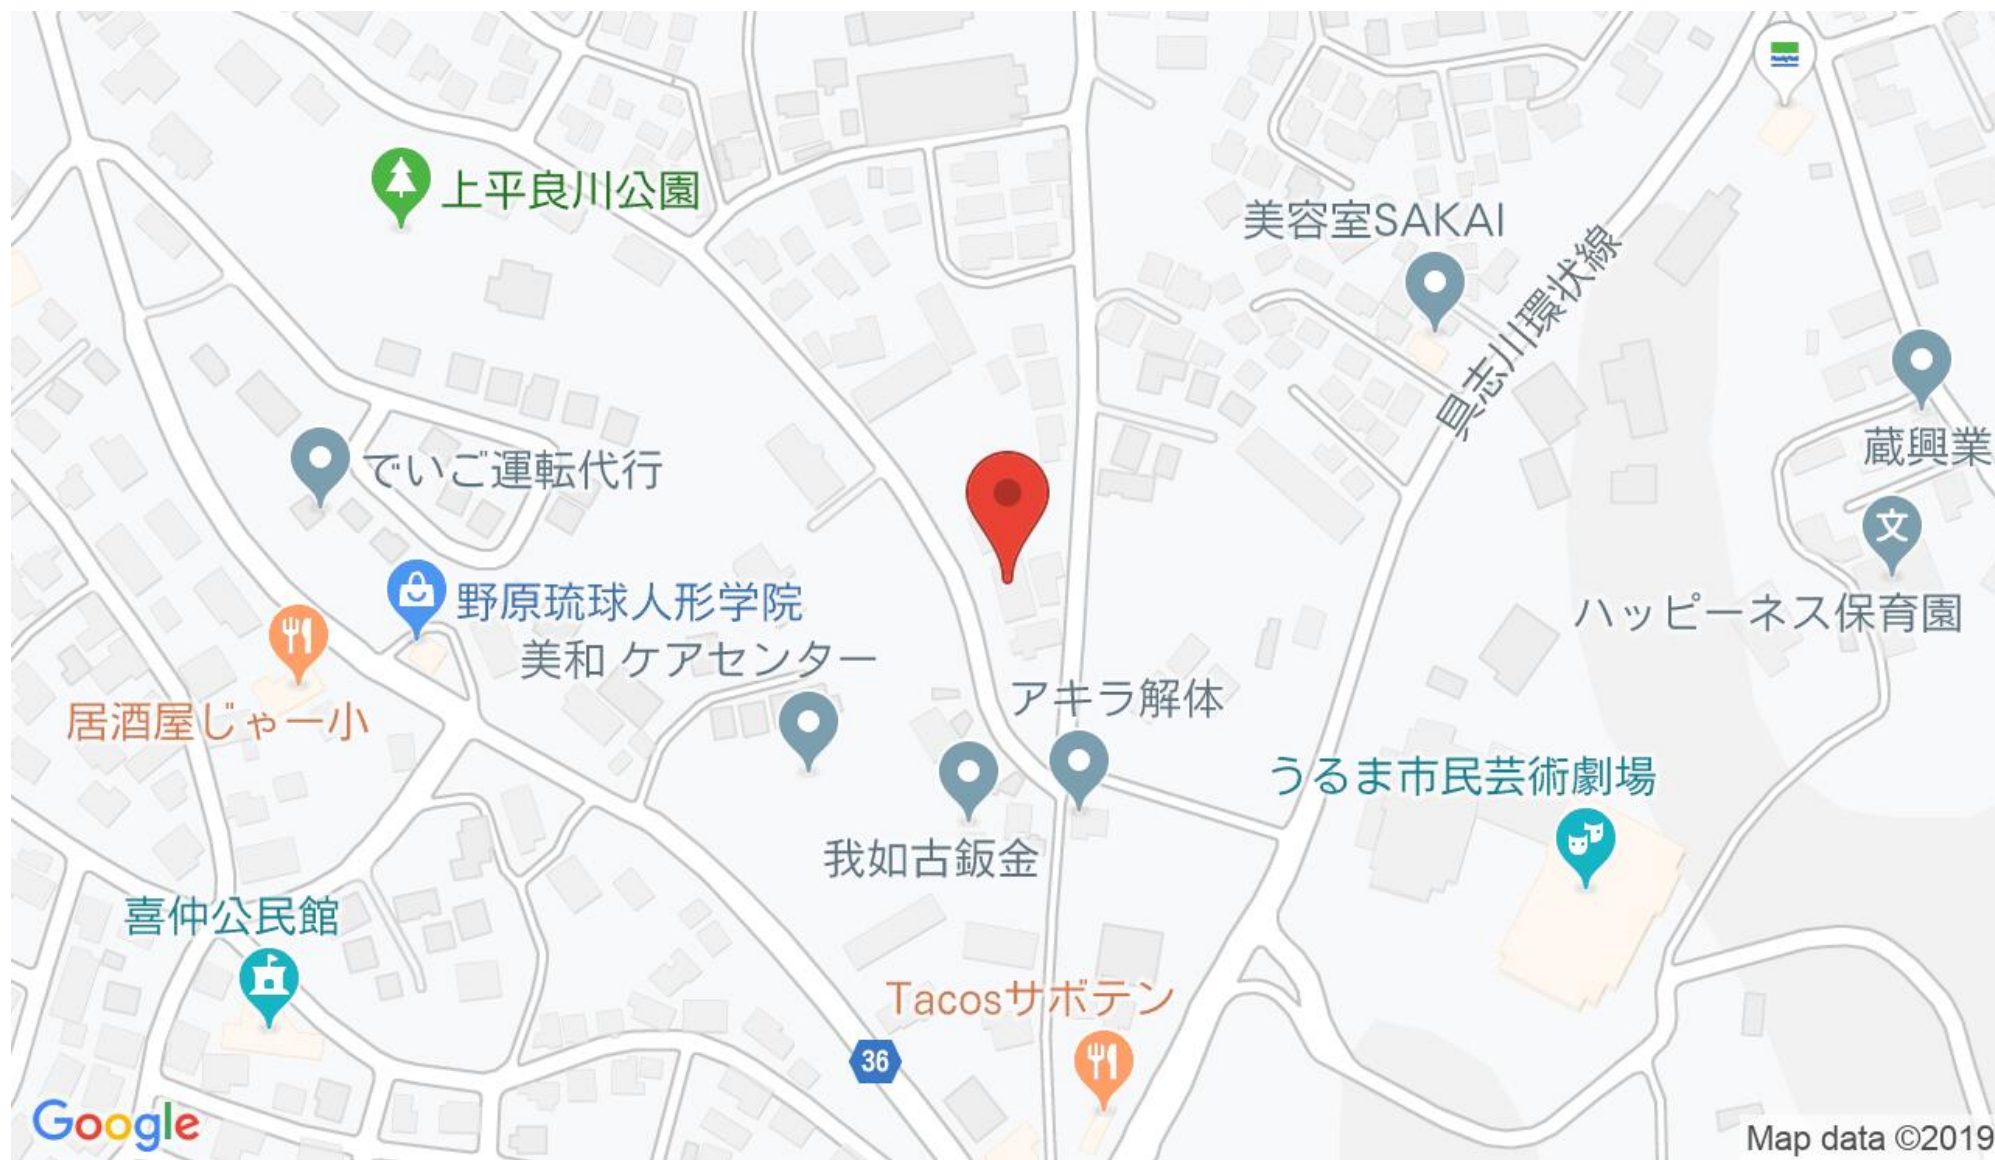 上平良川公園
美容室SAKAI
具志川環状線
蔵興業
でいご運転代行
文
野原琉球人形学院
ハッピーネス保育園
美和 ケアセンター
アキラ解体
居酒屋じゃー小
うるま市民芸術劇場
我如古鈑金
喜仲公民館
Tacosサボテン
36
Google
Map data ©2019